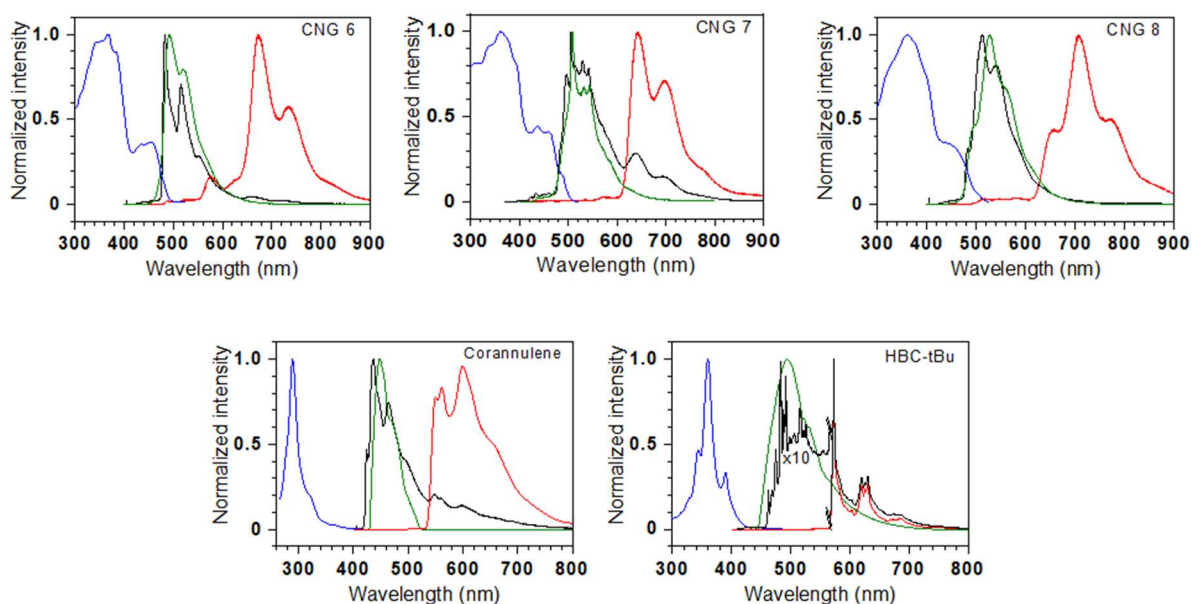 CNG 6
1.0
0.5
0
Normalized intensity
300 400 500 600 700 800 900
Wavelength (nm)
CNG 7
1.0
0.5
0
Normalized intensity
300 400 500 600 700 800 900
Wavelength (nm)
CNG 8
1.0
0.5
0
Normalized intensity
300 400 500 600 700 800 900
Wavelength (nm)
Corannulene
1.0
0.5
0
Normalized intensity
300 400 500 600 700 800
Wavelength (nm)
HBC-tBu
1.0
0.5
0
x10
Normalized intensity
300 400 500 600 700 800
Wavelength (nm)